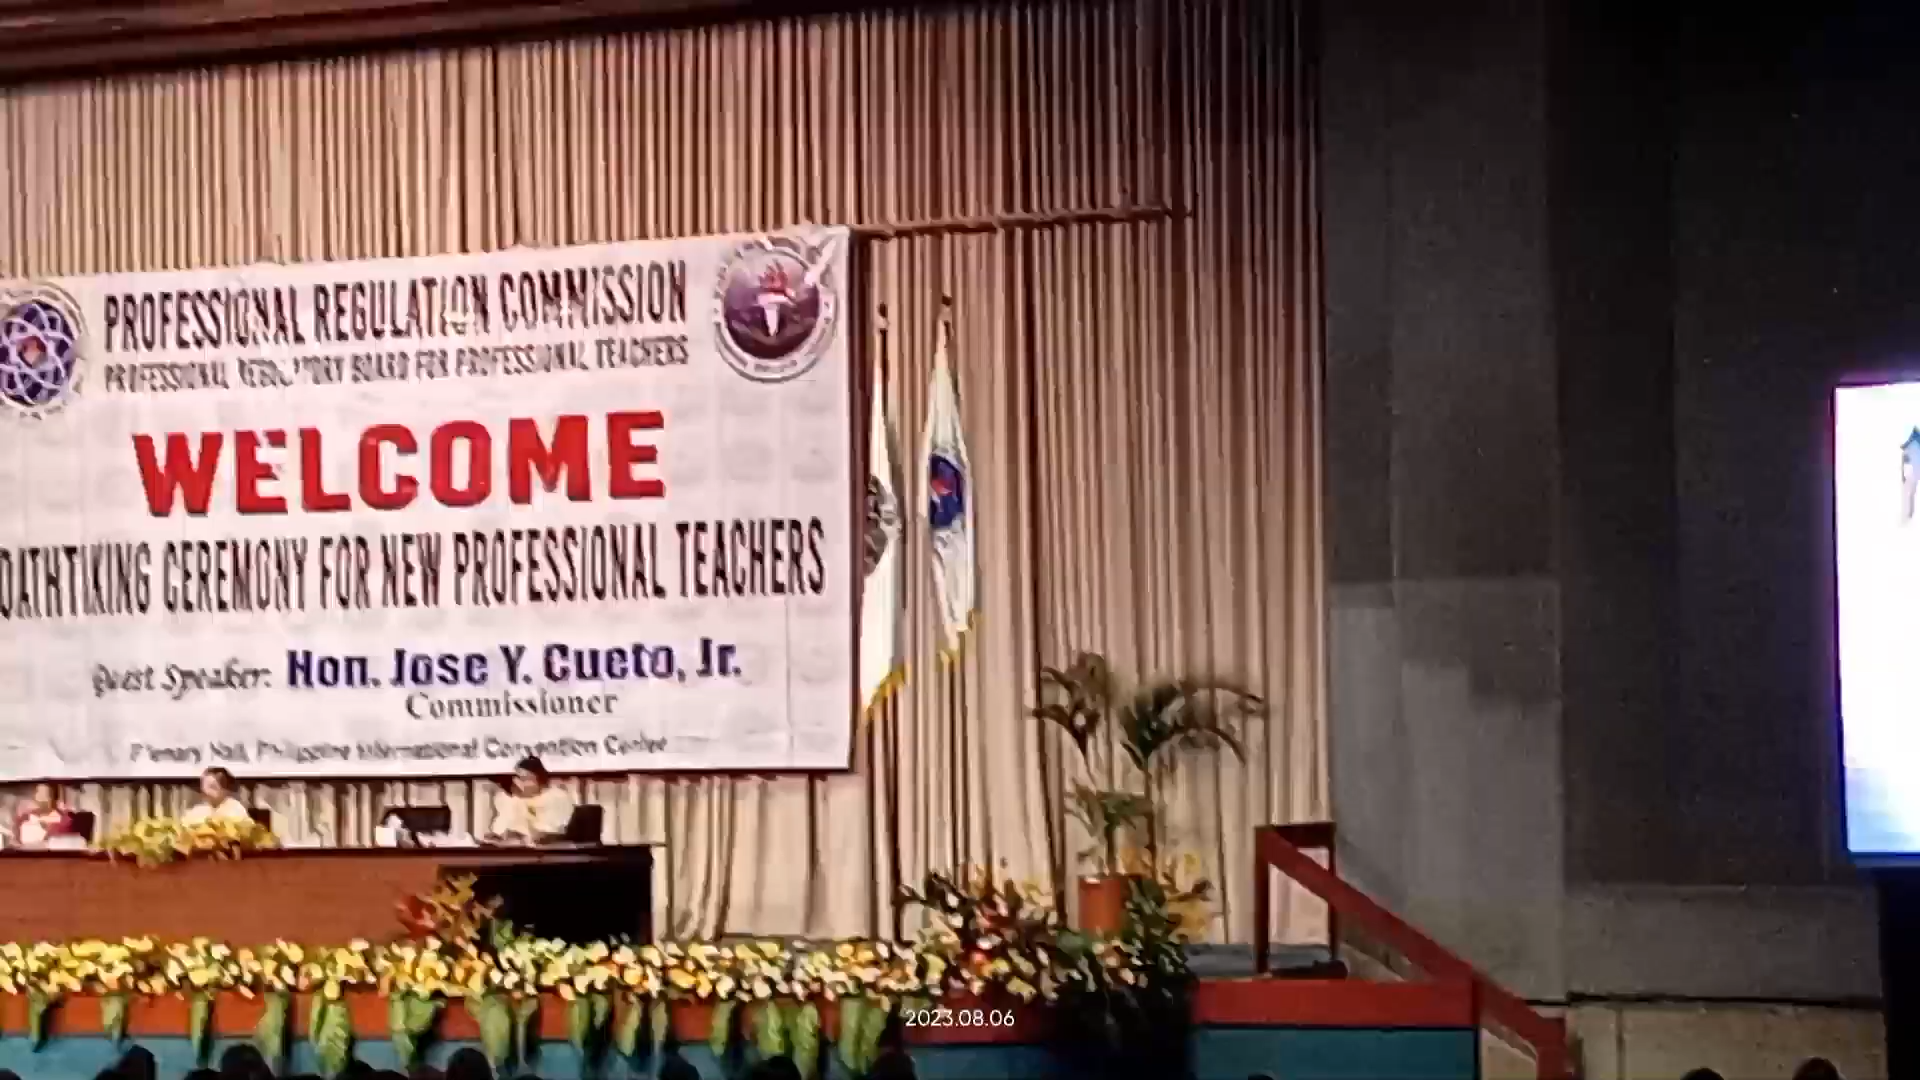 PROFESSIONAL REGULATION COMMISSION
PROFESSIONAL REGULATORY BOARD FOR PROFESSIONAL TEACHERS
WELCOME
OATHTAKING CEREMONY FOR NEW PROFESSIONAL TEACHERS
Guest Speaker: Hon. Jose Y. Cueto, Jr.
Commissioner
Plenary Hall, Philippine International Convention Center
2023.08.06